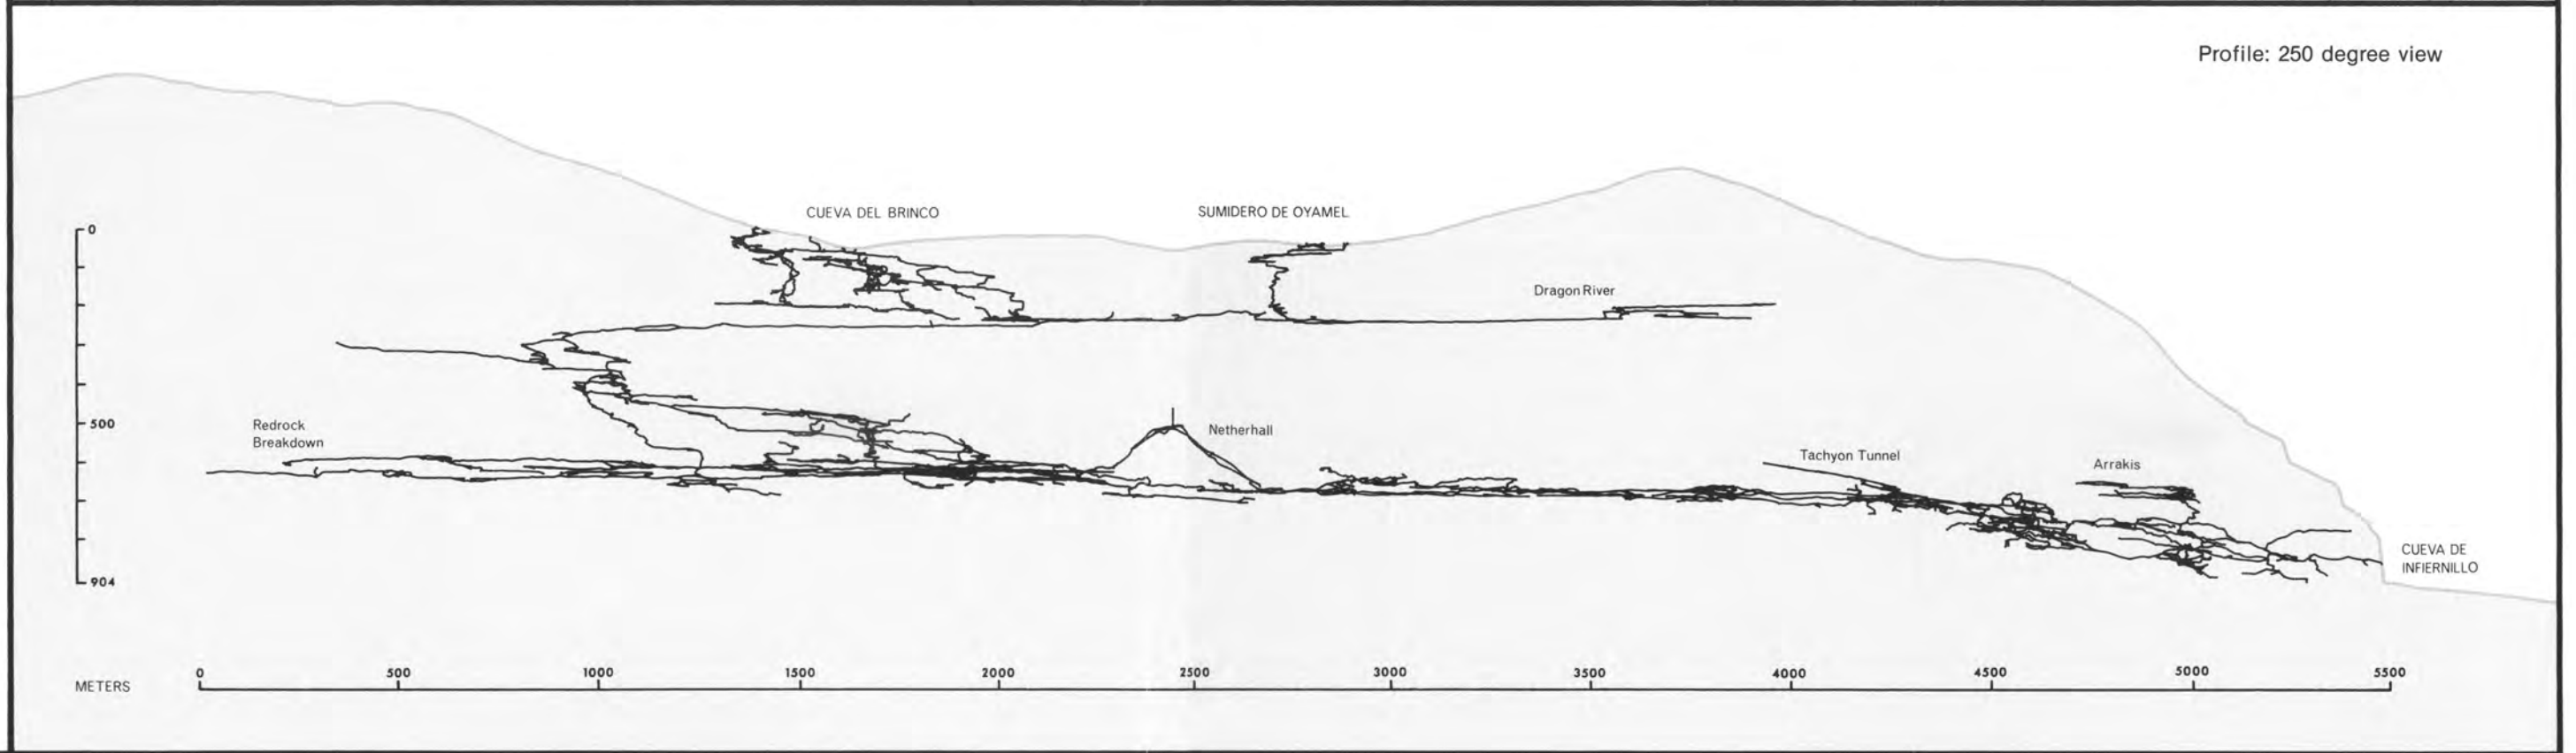 Profile: 250 degree view
CUEVA DEL BRINCO
SUMIDERO DE OYAMEL
0
Dragon River
500
Redrock
Breakdown
Netherhall
Tachyon Tunnel
Arrakis
CUEVA DE
INFIERNILLO
904
METERS
0 500 1000 1500 2000 2500 3000 3500 4000 4500 5000 5500